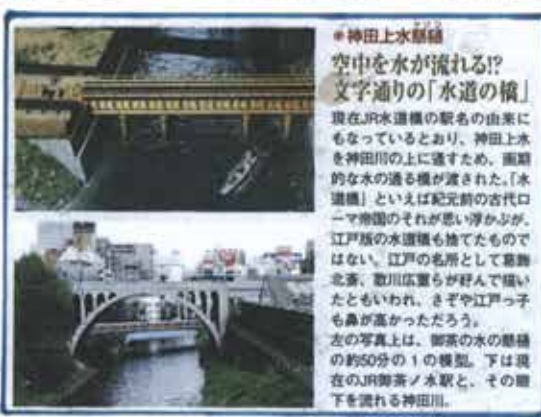 ●神田上水懸樋
空中を水が流れる!?
文字通りの「水道の橋」
現在JR水道橋の駅名の由来に
もなっているとおり、神田上水
を神田川の上に通すため、画期
的な水の通る橋が渡された。「水
道橋」といえば紀元前の古代ロ
ーマ帝国のそれが思い浮かぶが、
江戸版の水道橋も捨てたもので
はない。江戸の名所として葛飾
北斎、歌川広重らが好んで描い
たともいわれ、さぞや江戸っ子
も鼻が高かっただろう。
左の写真上は、御茶の水の懸樋
の約50分の1の模型。下は現
在のJR御茶ノ水駅と、その眼
下を流れる神田川。